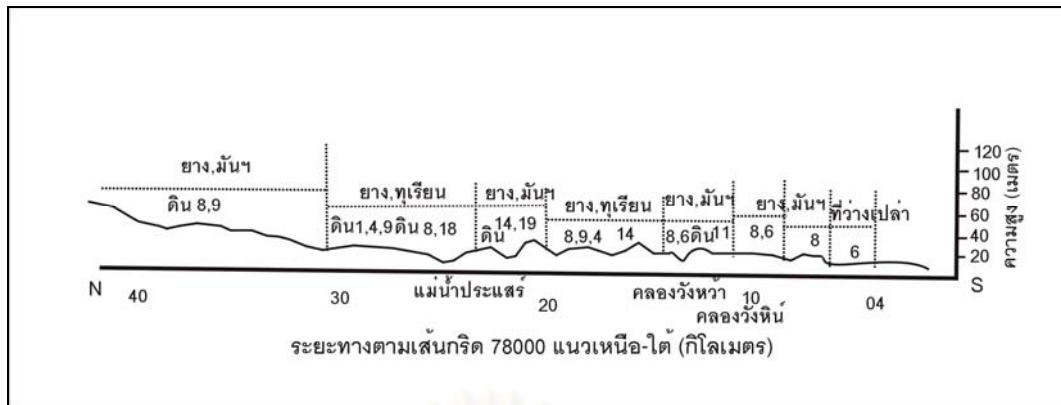 120
100
80
60
40
20
ความสูง (เมตร)
ยาง,มันฯ
ยาง,ทุเรียน
ยาง,มันฯ
ยาง,ทุเรียน
ยาง,มันฯ
ยาง,มันฯ
ที่ว่างเปล่า
ดิน 8,9
ดิน1,4,9 ดิน 8,18
ดิน 14,19
8,9,4
14
8,6 ดิน 11
8,6
8
6
N
40
30
แม่น้ำประแสร์
20
คลองวังหว้า
10
คลองวังหิน
04
S
ระยะทางตามเส้นกริด 78000 แนวเหนือ-ใต้ (กิโลเมตร)